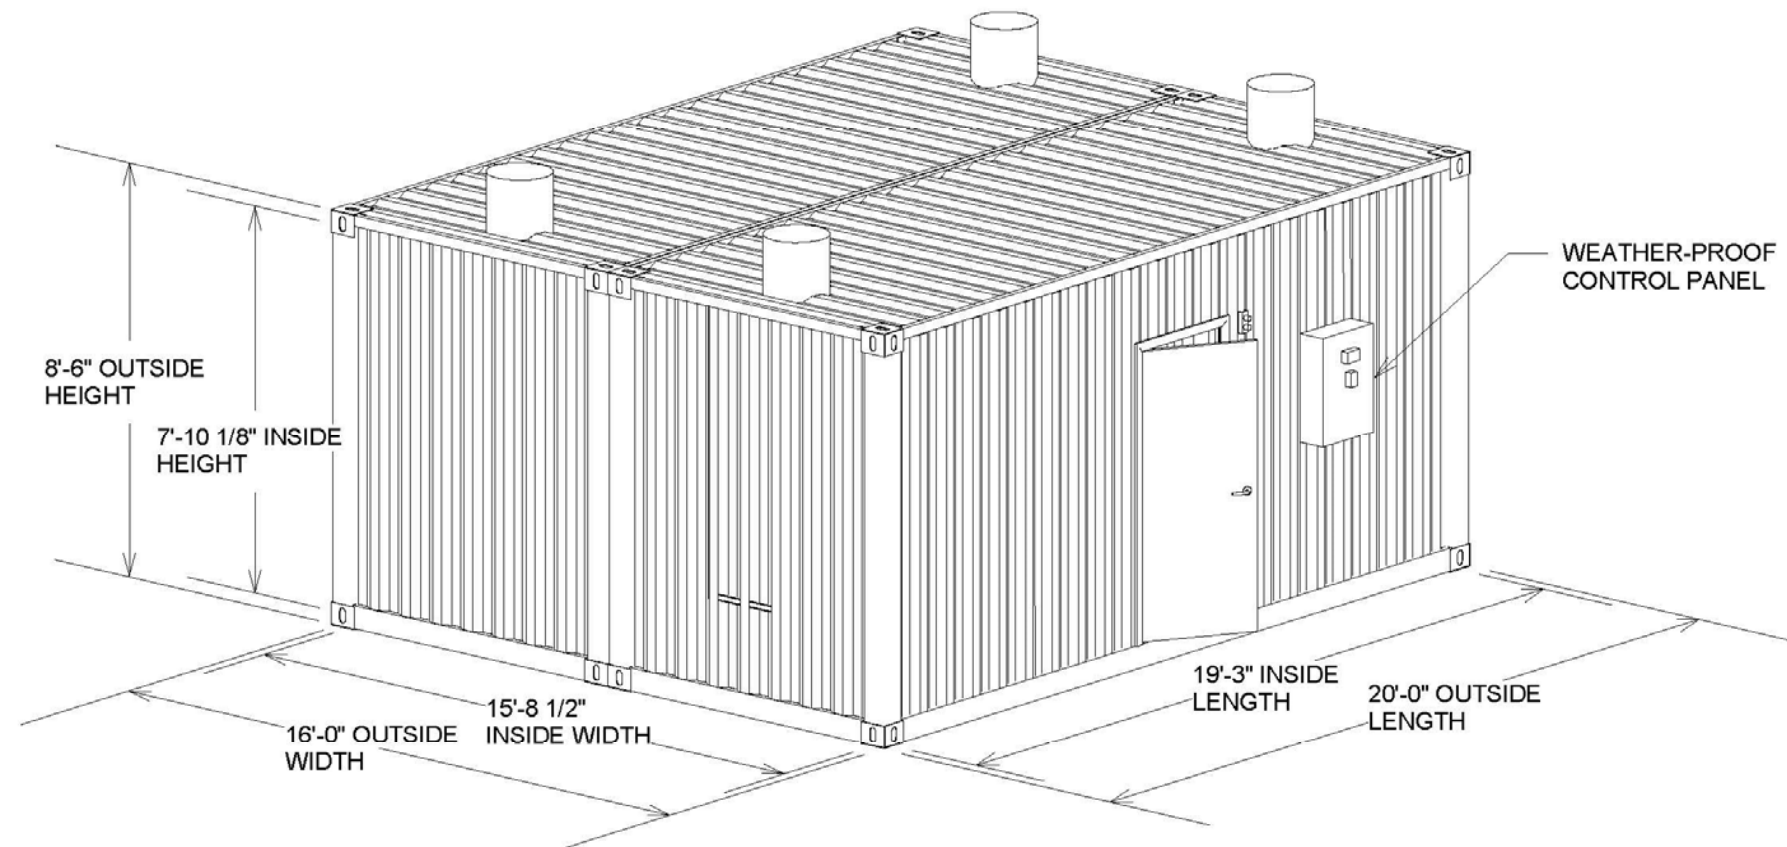 WEATHER-PROOF
CONTROL PANEL
8'-6" OUTSIDE
HEIGHT
7'-10 1/8" INSIDE
HEIGHT
19'-3" INSIDE
LENGTH
20'-0" OUTSIDE
LENGTH
15'-8 1/2"
INSIDE WIDTH
16'-0" OUTSIDE
WIDTH